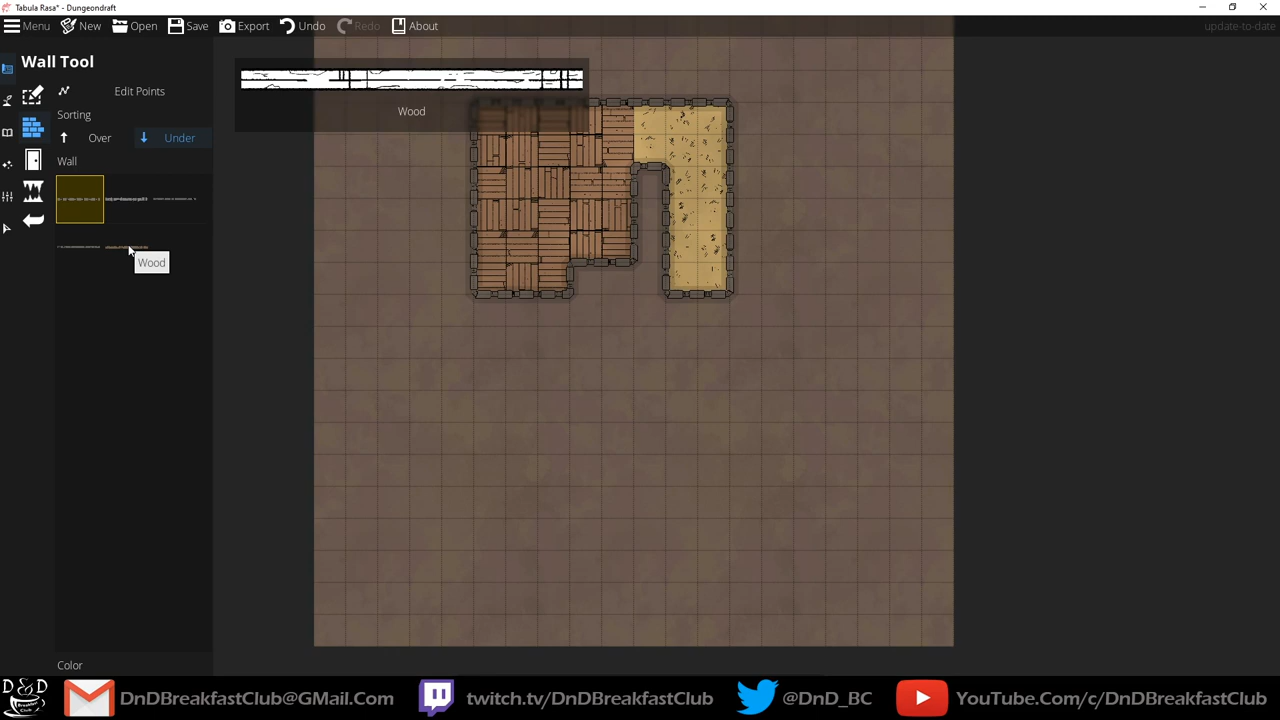 Tabula Rasa* - Dungeondraft
Menu New Open Save Export Undo Redo About update-to-date
Wall Tool
Edit Points
Sorting
Over Under
Wall
Wood
Wood
Color
D&D DnDBreakfastClub@GMail.Com twitch.tv/DnDBreakfastClub @DnD_BC YouTube.Com/c/DnDBreakfastClub